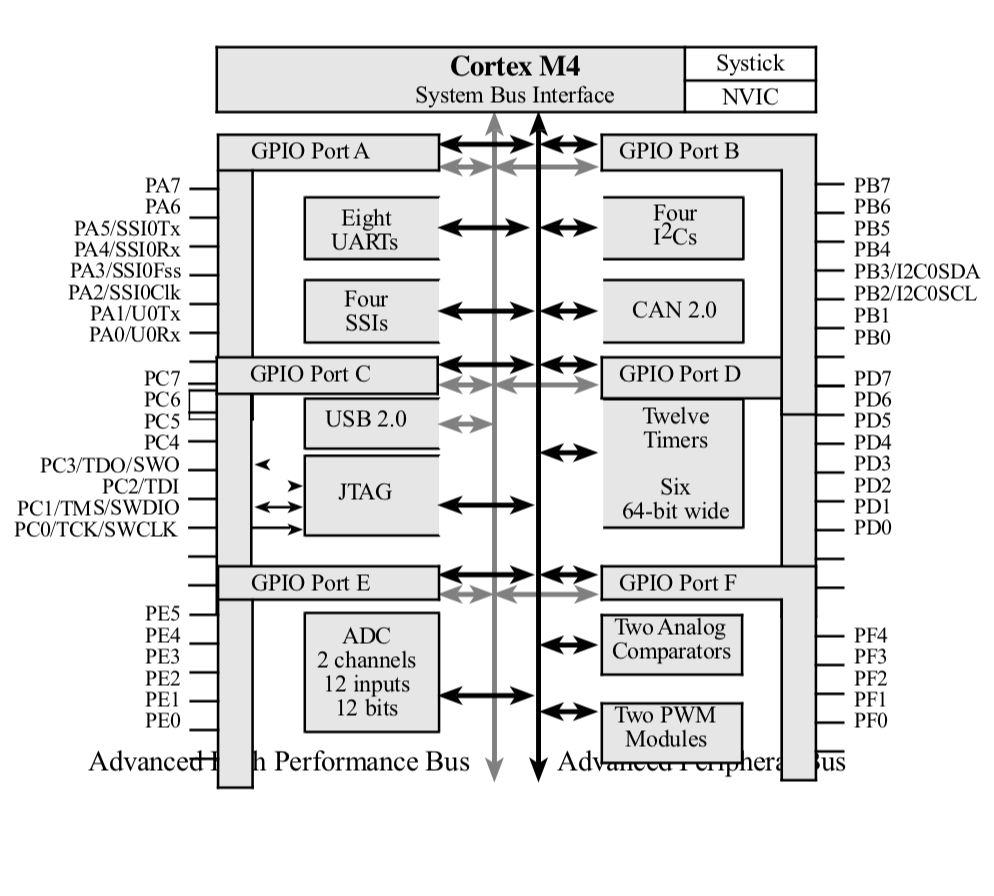 Cortex M4
System Bus Interface
Systick
NVIC
GPIO Port A
GPIO Port B
PA7
PA6
PA5/SSI0Tx
PA4/SSI0Rx
PA3/SSI0Fss
PA2/SSI0Clk
PA1/U0Tx
PA0/U0Rx
Eight
UARTs
Four
SSIs
Four
I2Cs
CAN 2.0
PB7
PB6
PB5
PB4
PB3/I2C0SDA
PB2/I2C0SCL
PB1
PB0
GPIO Port C
GPIO Port D
PC7
PC6
PC5
PC4
PC3/TDO/SWO
PC2/TDI
PC1/TMS/SWDIO
PC0/TCK/SWCLK
USB 2.0
JTAG
Twelve
Timers
Six
64-bit wide
PD7
PD6
PD5
PD4
PD3
PD2
PD1
PD0
GPIO Port E
GPIO Port F
PE5
PE4
PE3
PE2
PE1
PE0
ADC
2 channels
12 inputs
12 bits
Two Analog
Comparators
Two PWM
Modules
PF4
PF3
PF2
PF1
PF0
Advanced High Performance Bus
Advanced Peripheral Bus